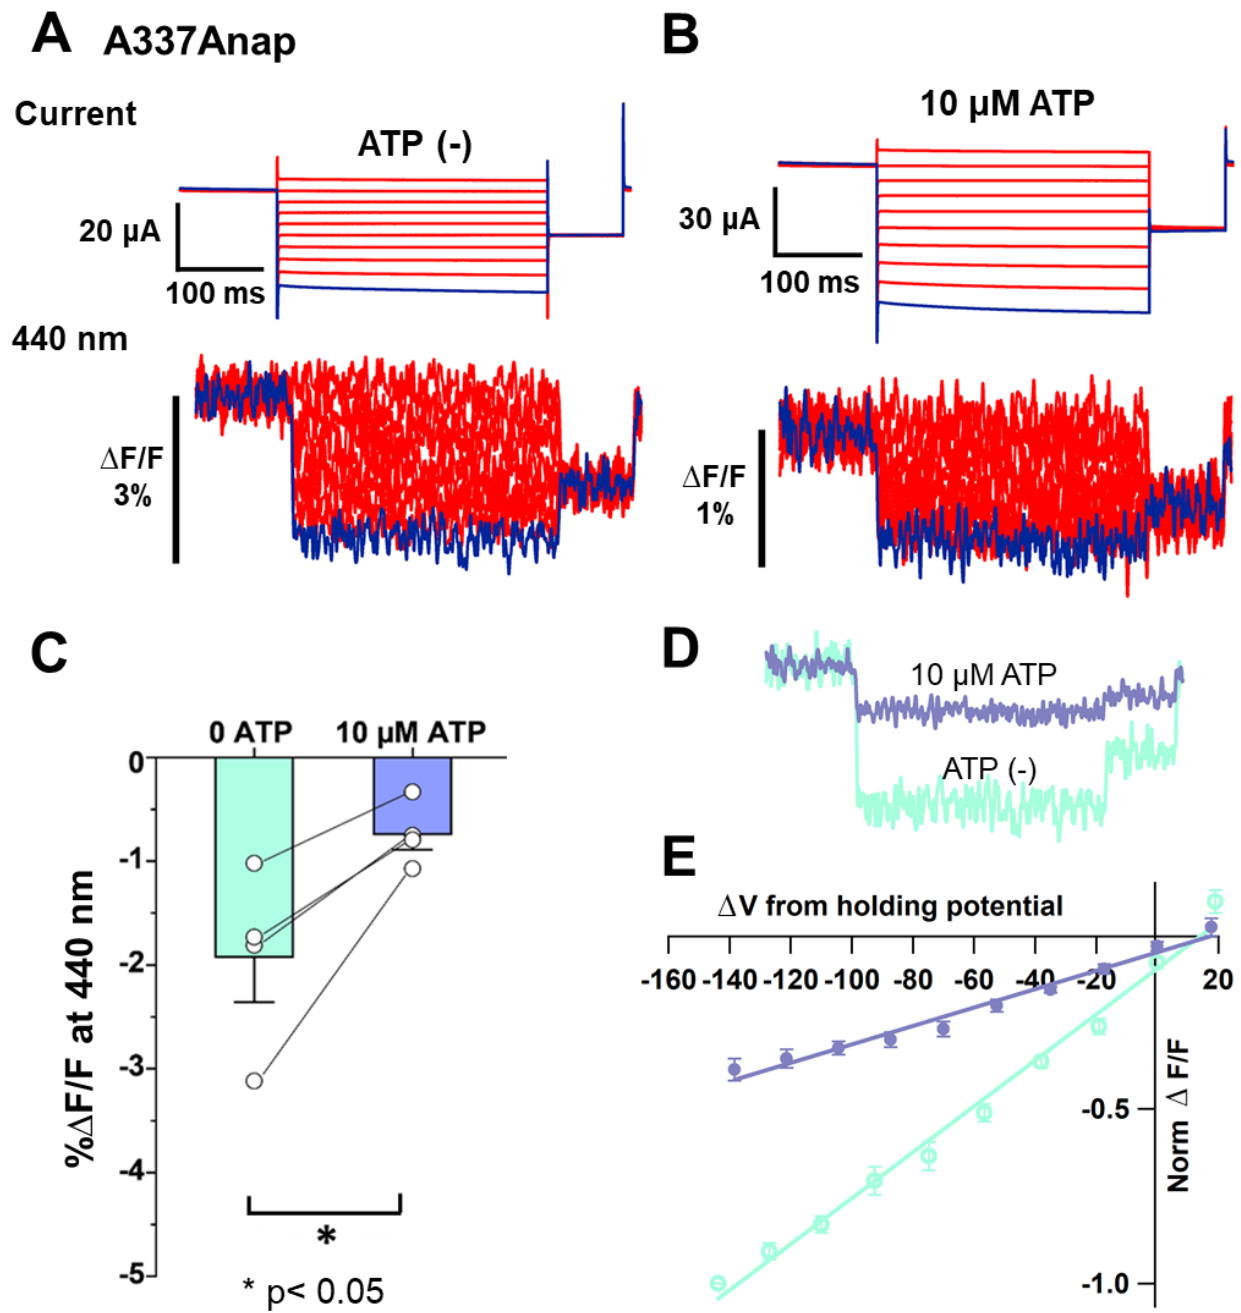 A A337Anap
Current
ATP (-)
20 µA
100 ms
440 nm
ΔF/F
3%
B
10 µM ATP
30 µA
100 ms
ΔF/F
1%
C
0 ATP 10 µM ATP
0
-1
-2
-3
-4
-5
%ΔF/F at 440 nm
*
* p< 0.05
D
10 µM ATP
ATP (-)
E
ΔV from holding potential
-160 -140 -120 -100 -80 -60 -40 -20 20
-0.5
-1.0
Norm Δ F/F